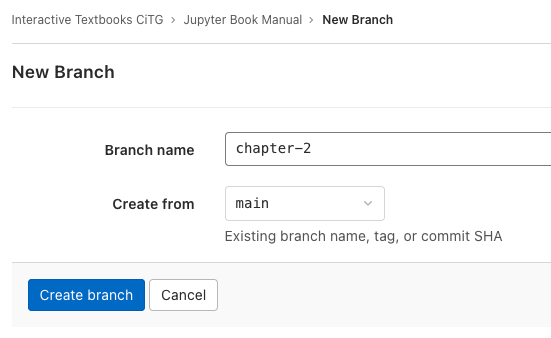 Interactive Textbooks CiTG › Jupyter Book Manual › New Branch
New Branch
Branch name chapter-2
Create from main
Existing branch name, tag, or commit SHA
Create branch Cancel